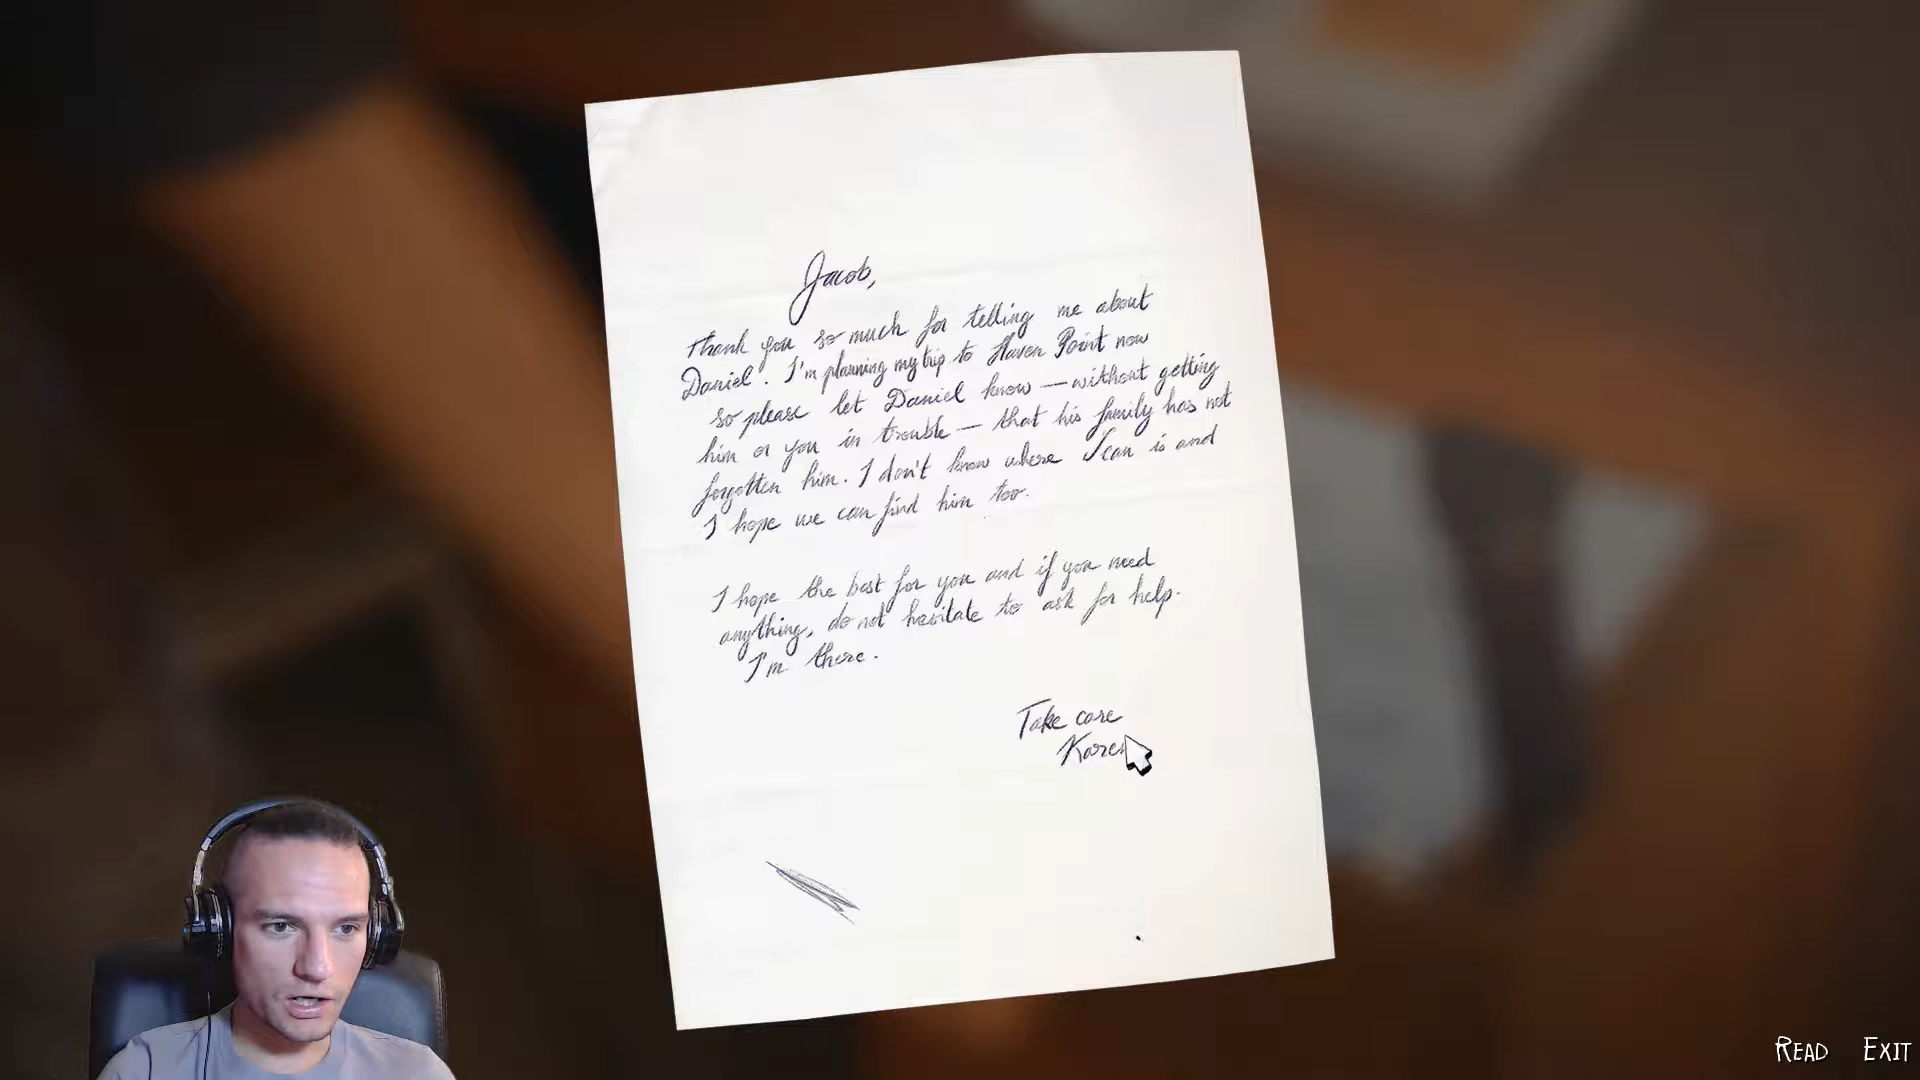 Jacob,
Thank you so much for telling me about
Daniel. I'm planning my trip to Haven Point now
so please let Daniel know — without getting
him or you in trouble — that his family has not
forgotten him. I don't know where Sean is and
I hope we can find him too.
I hope the best for you and if you need
anything, do not hesitate to ask for help.
I'm there.
Take care
Karen
READ EXIT